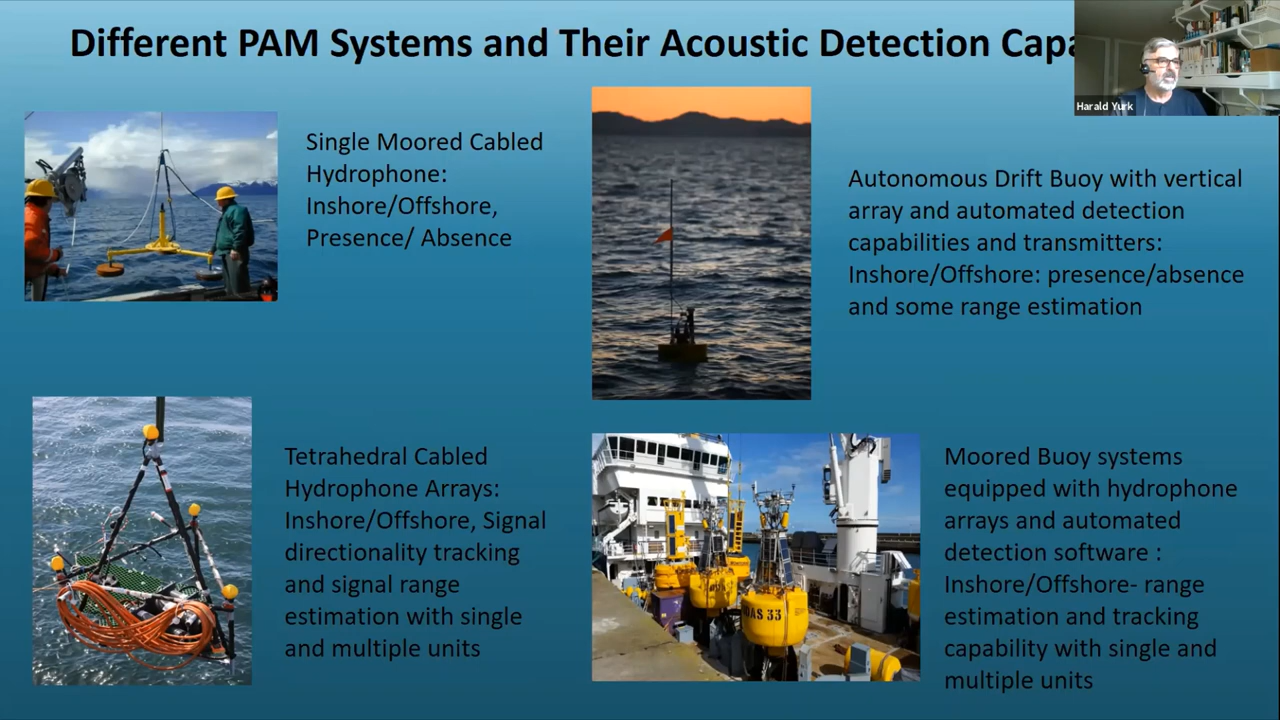 Different PAM Systems and Their Acoustic Detection
Harald Yurk
Single Moored Cabled
Hydrophone:
Inshore/Offshore,
Presence/ Absence
Autonomous Drift Buoy with vertical
array and automated detection
capabilities and transmitters:
Inshore/Offshore: presence/absence
and some range estimation
Tetrahedral Cabled
Hydrophone Arrays:
Inshore/Offshore, Signal
directionality tracking
and signal range
estimation with single
and multiple units
33
Moored Buoy systems
equipped with hydrophone
arrays and automated
detection software :
Inshore/Offshore- range
estimation and tracking
capability with single and
multiple units